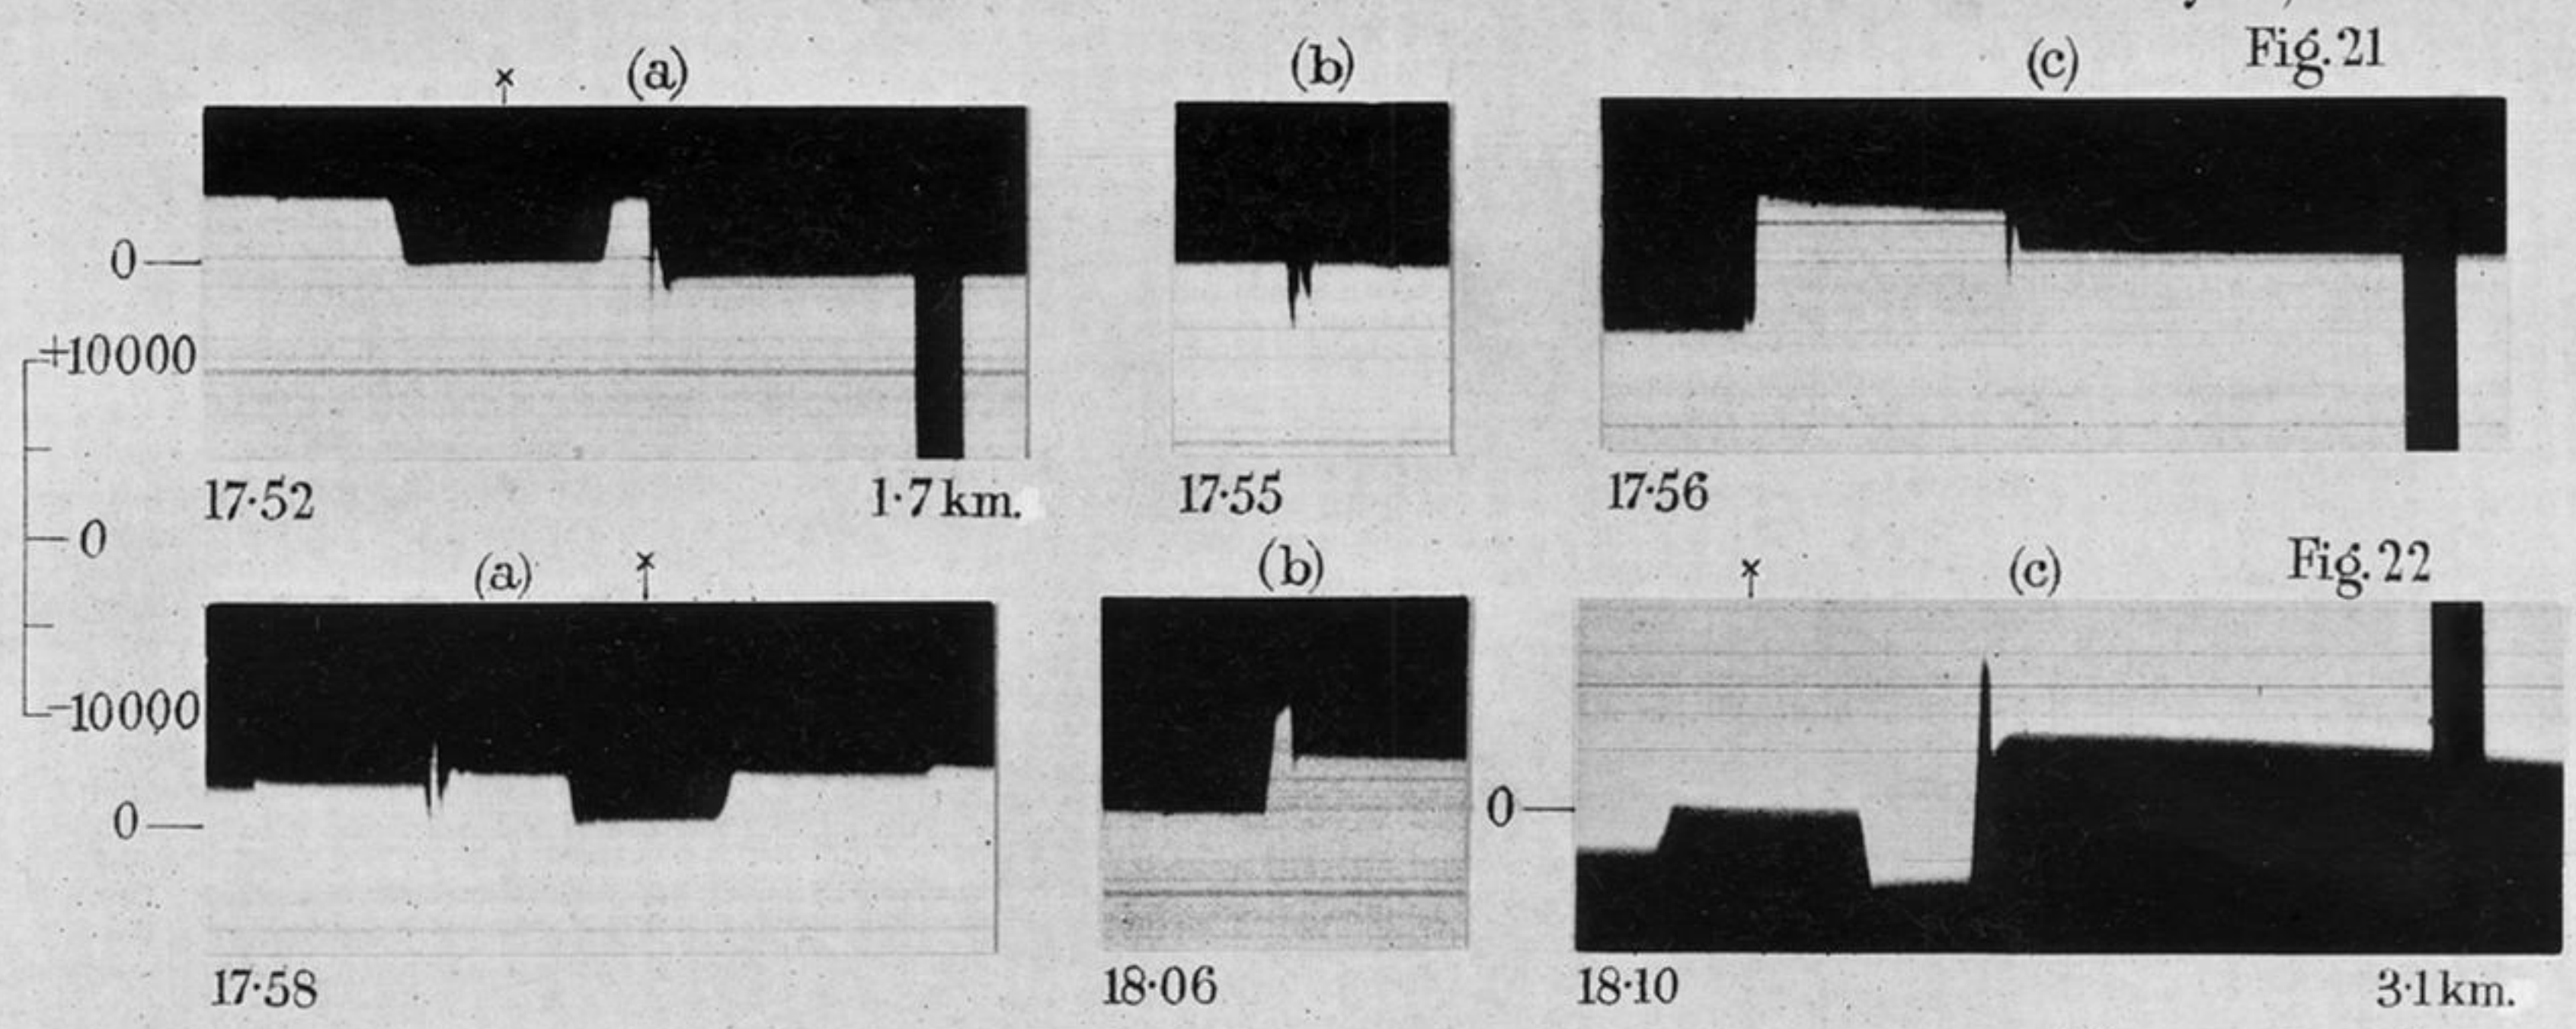 (a) (b) (c) Fig. 21
×
0
+10000
17·52 1·7 km. 17·55 17·56
0
(a) × (b) × (c) Fig. 22
-10000
0 0
17·58 18·06 18·10 3·1 km.